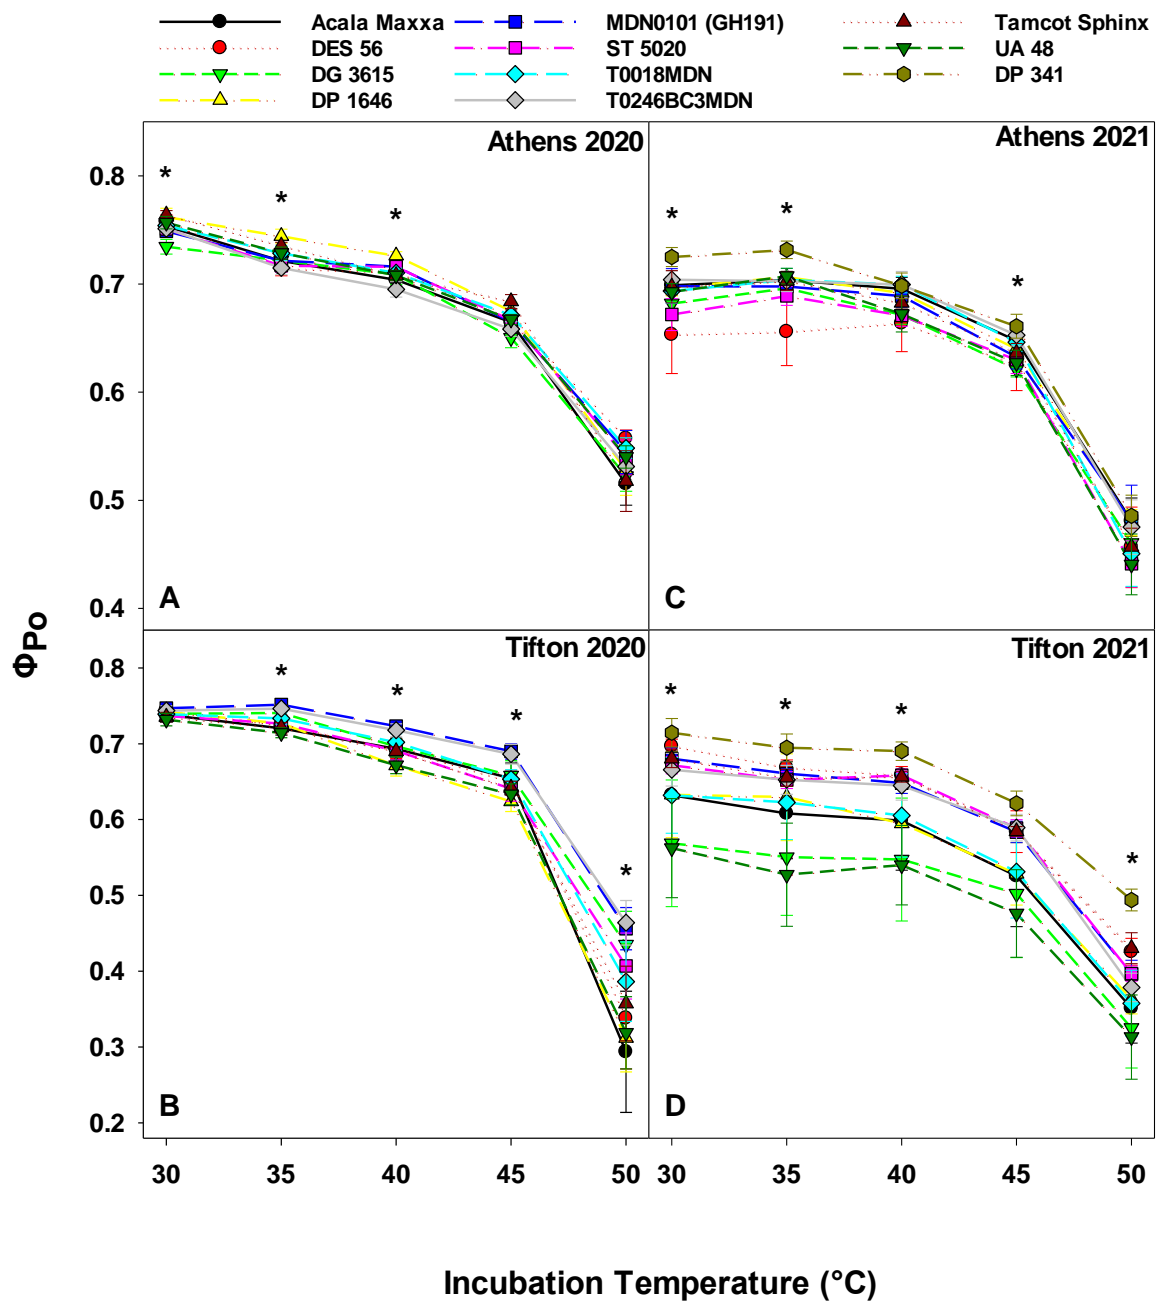 Acala Maxxa
DES 56
DG 3615
DP 1646
MDN0101 (GH191)
ST 5020
T0018MDN
T0246BC3MDN
Tamcot Sphinx
UA 48
DP 341
Athens 2020
Athens 2021
0.8
0.7
0.6
0.5
0.4
* * *
A
* * *
C
ΦPo
Tifton 2020
Tifton 2021
0.8
0.7
0.6
0.5
0.4
0.3
0.2
* * * *
B
* * * *
D
30 35 40 45 50
30 35 40 45 50
Incubation Temperature (°C)